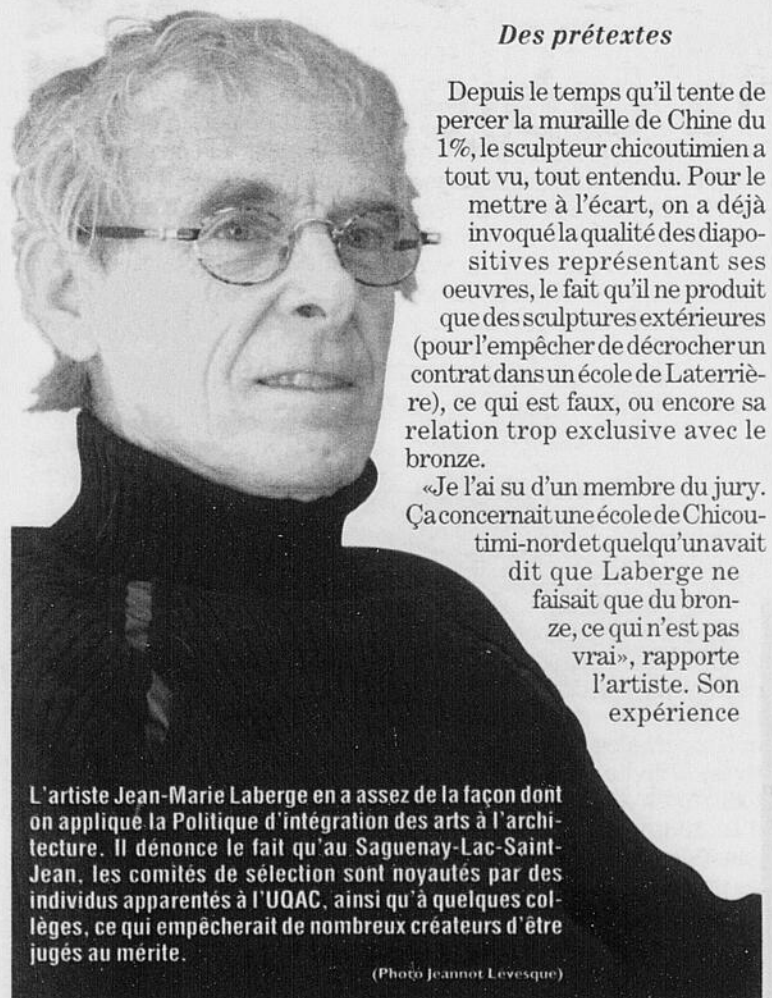 Des prétextes
Depuis le temps qu'il tente de
percer la muraille de Chine du
1%, le sculpteur chicoutimien a
tout vu, tout entendu. Pour le
mettre à l'écart, on a déjà
invoqué la qualité des diapo-
sitives représentant ses
oeuvres, le fait qu'il ne produit
que des sculptures extérieures
(pour l'empêcher de décrocher un
contrat dans un école de Laterriè-
re), ce qui est faux, ou encore sa
relation trop exclusive avec le
bronze.
«Je l'ai su d'un membre du jury.
Ça concernait une école de Chicou-
timi-nord et quelqu'un avait
dit que Laberge ne
faisait que du bron-
ze, ce qui n'est pas
vrai», rapporte
l'artiste. Son
expérience
L'artiste Jean-Marie Laberge en a assez de la façon dont
on applique la Politique d'intégration des arts à l'archi-
tecture. Il dénonce le fait qu'au Saguenay-Lac-Saint-
Jean, les comités de sélection sont noyautés par des
individus apparentés à l'UQAC, ainsi qu'à quelques col-
lèges, ce qui empêcherait de nombreux créateurs d'être
jugés au mérite.
(Photo Jeannot Lévesque)